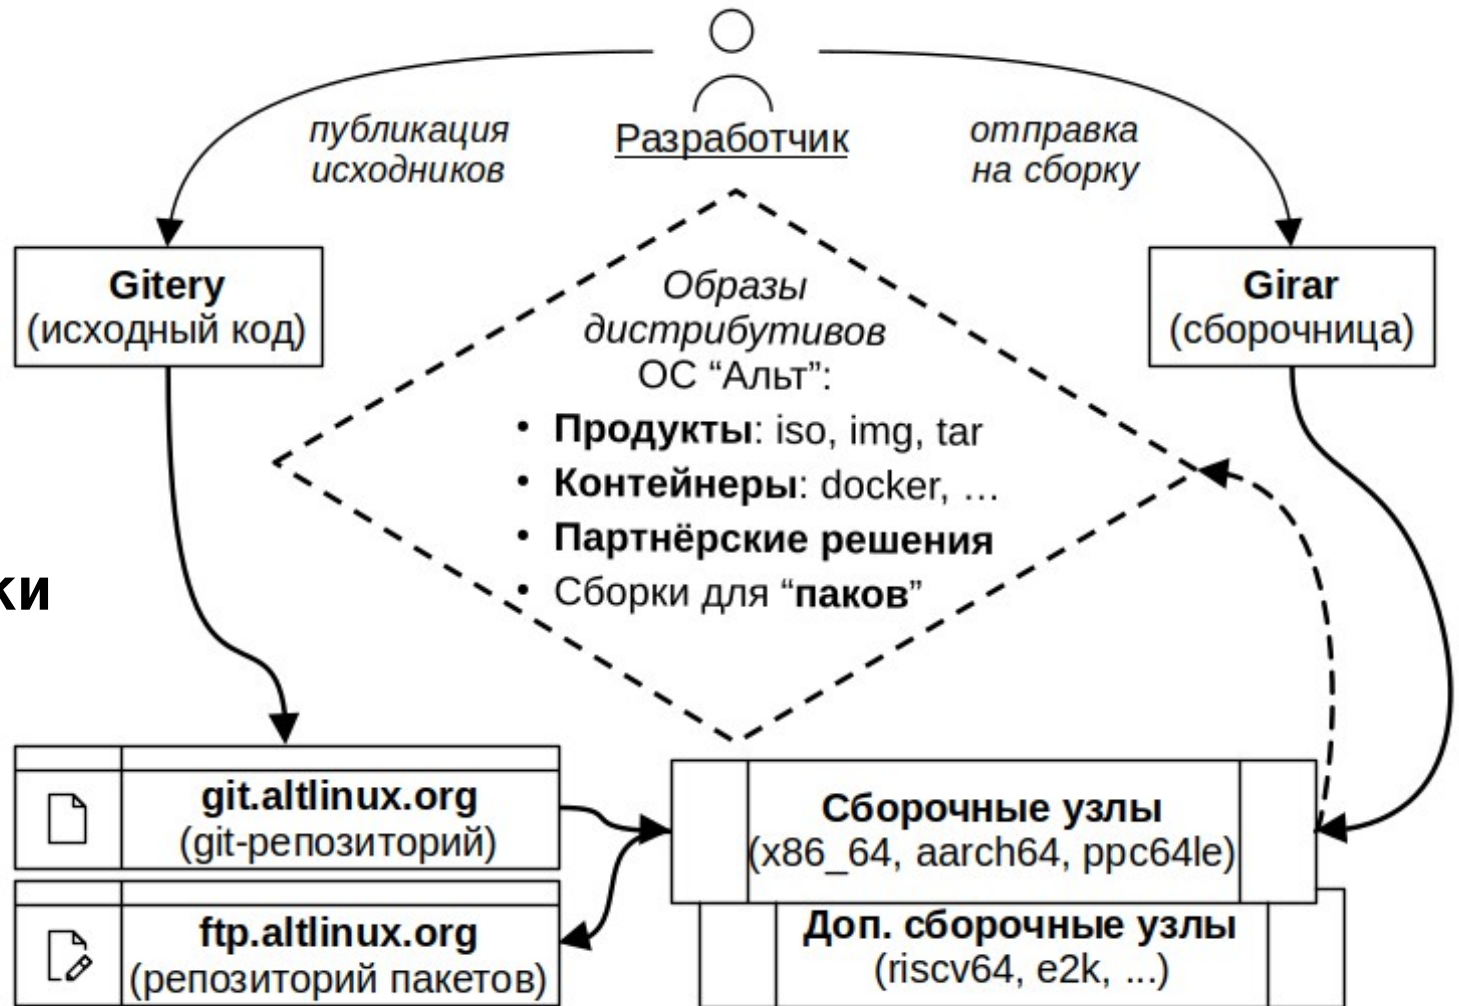 Разработчик
публикация
исходников
отправка
на сборку
Gitery
(исходный код)
Girar
(сборочница)
Образы
дистрибутивов
ОС “Альт”:
• Продукты: iso, img, tar
• Контейнеры: docker, …
• Партнёрские решения
• Сборки для “паков”
ки
git.altlinux.org
(git-репозиторий)
ftp.altlinux.org
(репозиторий пакетов)
Сборочные узлы
(x86_64, aarch64, ppc64le)
Доп. сборочные узлы
(riscv64, e2k, ...)